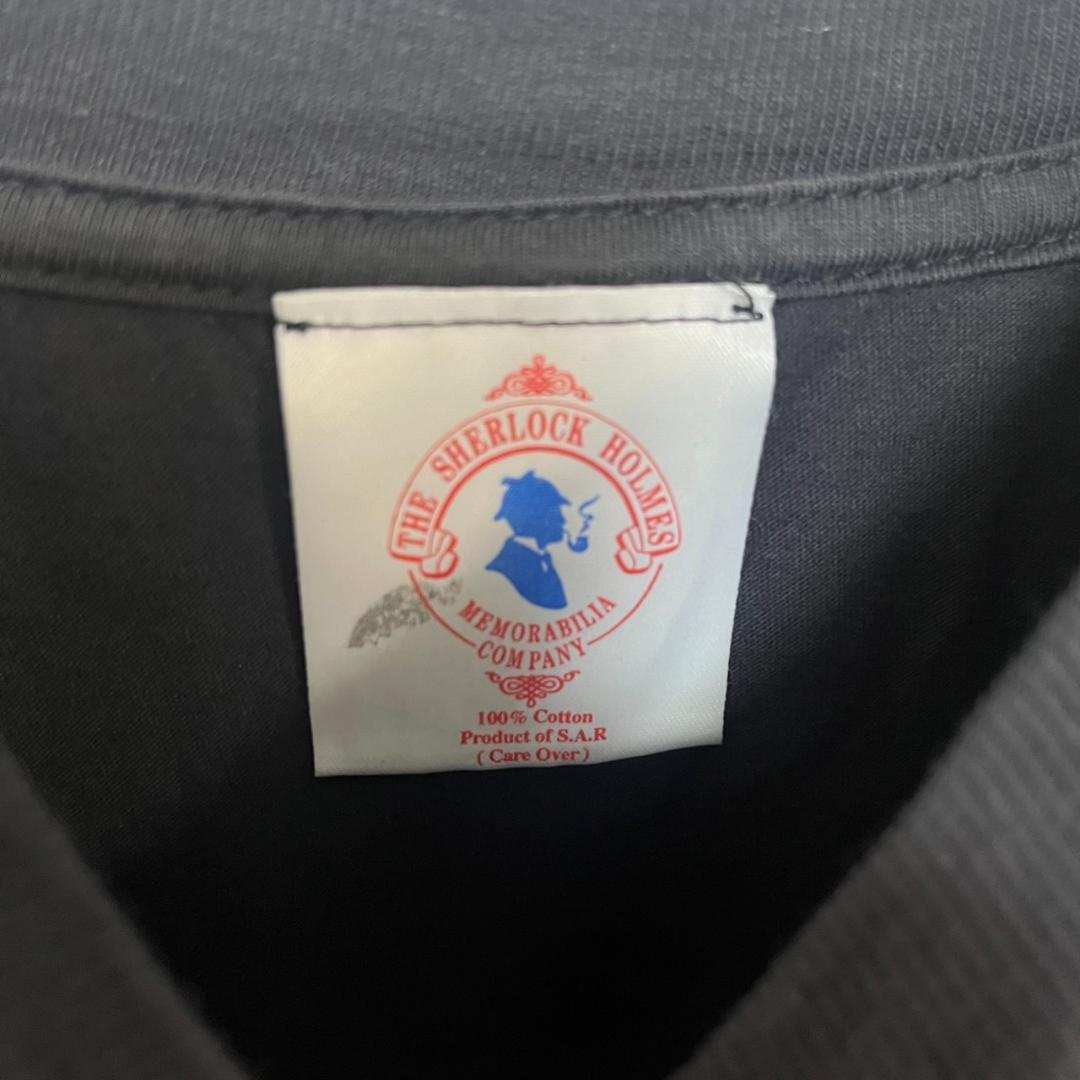 THE SHERLOCK HOLMES
MEMORABILIA
COMPANY
100% Cotton
Product of S.A.R
( Care Over )